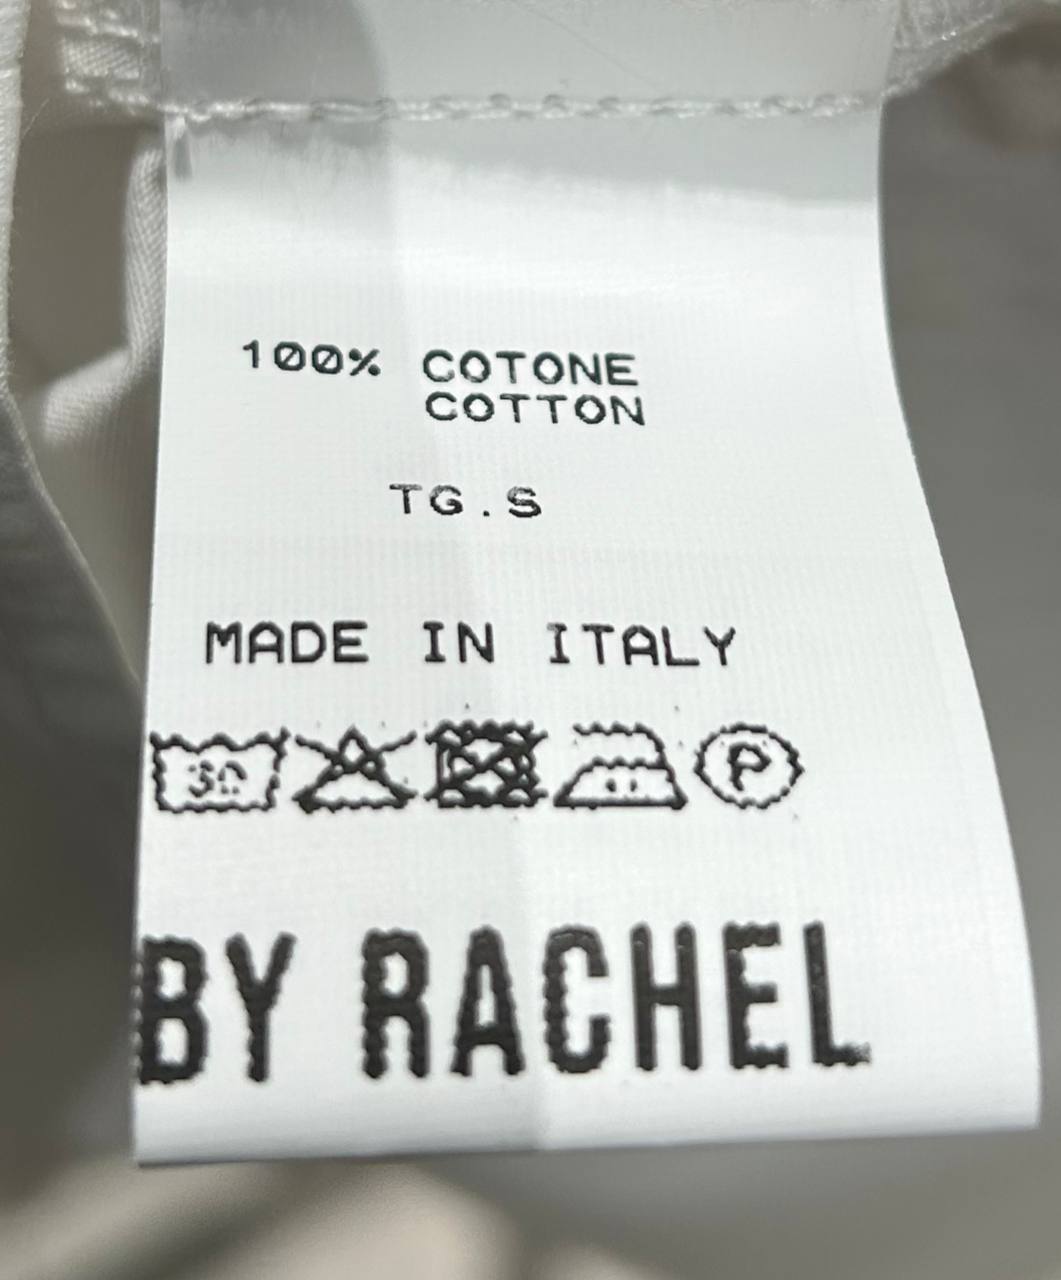 100% COTONE
COTTON
TG.S
MADE IN ITALY
30 P
BY RACHEL